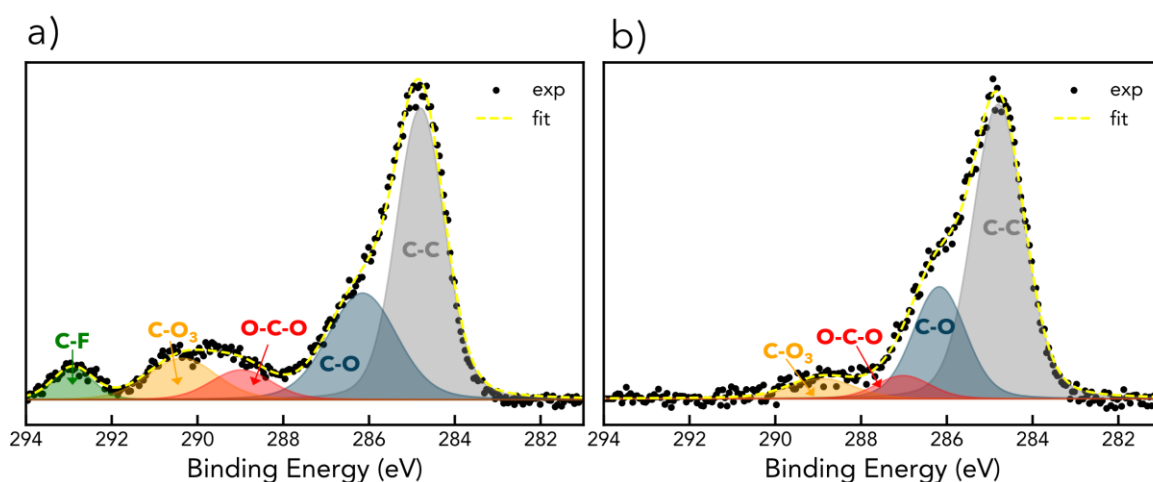 a)
exp
fit
C-C
C-O
O-C-O
C-O₃
C-F
294 292 290 288 286 284 282
Binding Energy (eV)
b)
exp
fit
C-C
C-O
O-C-O
C-O₃
294 292 290 288 286 284 282
Binding Energy (eV)